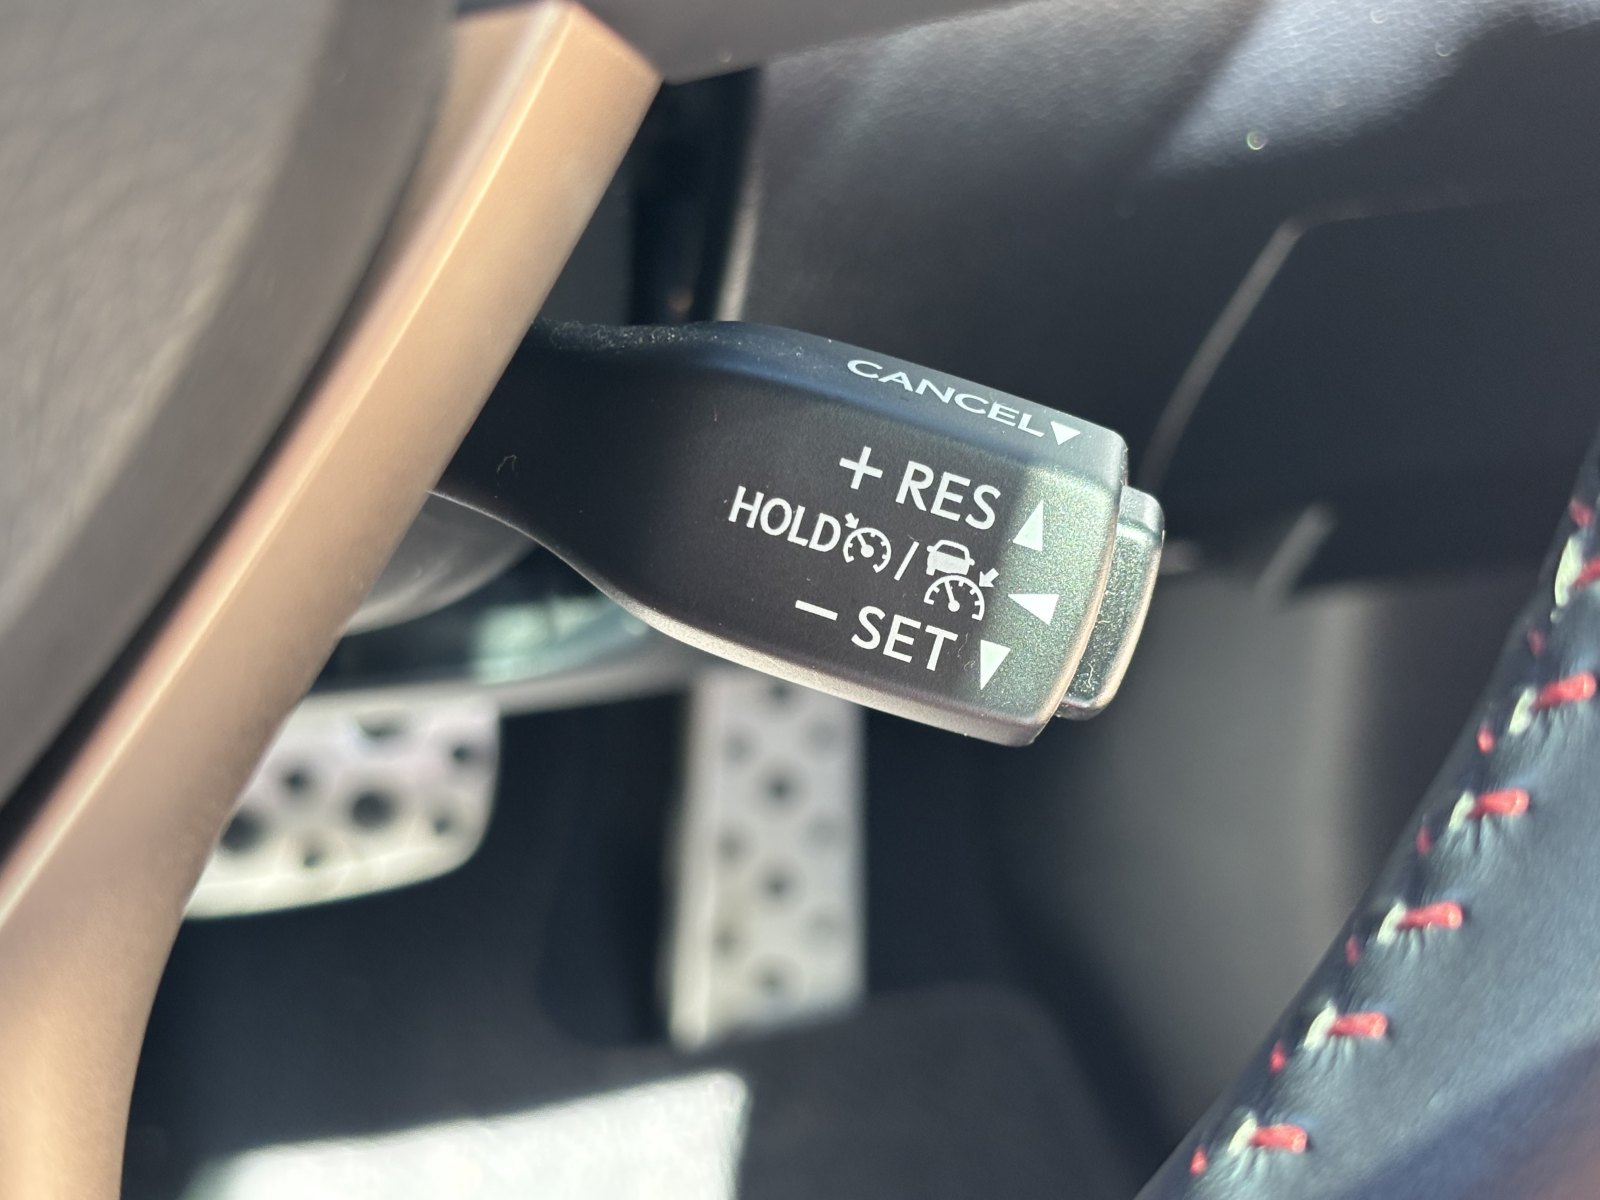 CANCEL
+ RES
HOLD /
− SET